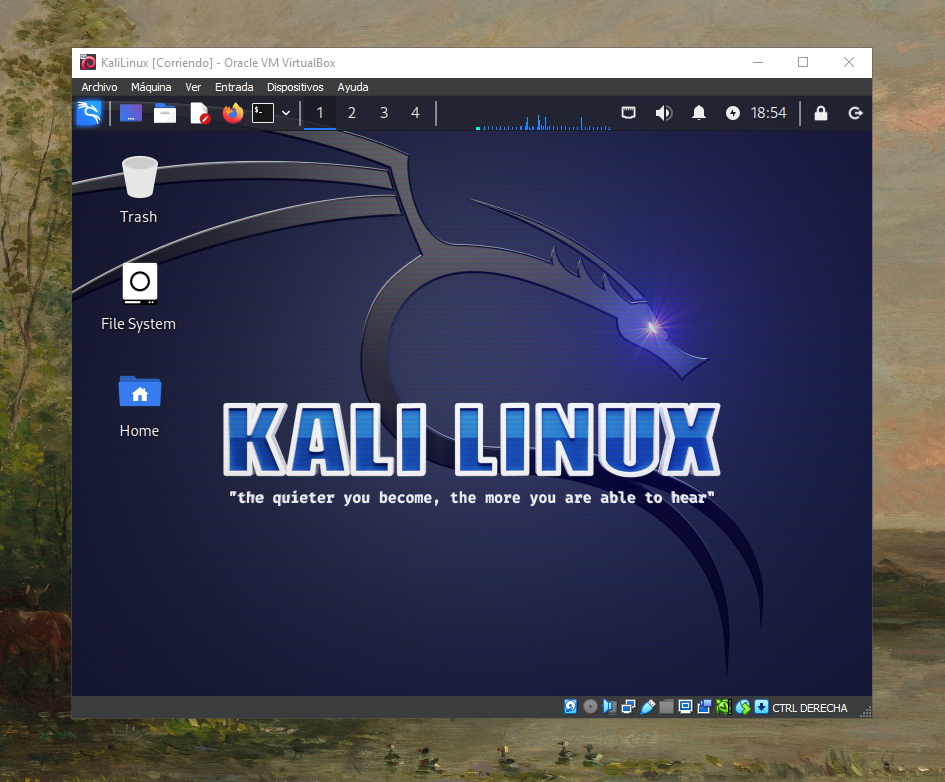 KaliLinux [Corriendo] - Oracle VM VirtualBox
Archivo Máquina Ver Entrada Dispositivos Ayuda
1 2 3 4 18:54
Trash
File System
Home
KALI LINUX
"the quieter you become, the more you are able to hear"
CTRL DERECHA